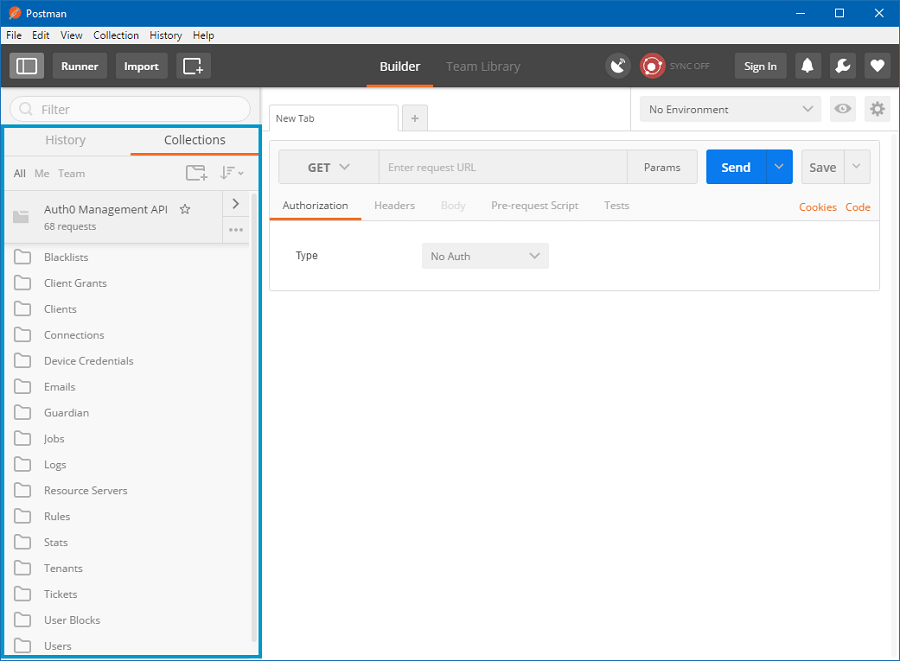 Postman
File Edit View Collection History Help
Runner Import Builder Team Library SYNC OFF Sign In
Filter
History Collections
All Me Team
Auth0 Management API
68 requests
Blacklists
Client Grants
Clients
Connections
Device Credentials
Emails
Guardian
Jobs
Logs
Resource Servers
Rules
Stats
Tenants
Tickets
User Blocks
Users
New Tab + No Environment
GET Enter request URL Params Send Save
Authorization Headers Body Pre-request Script Tests Cookies Code
Type No Auth